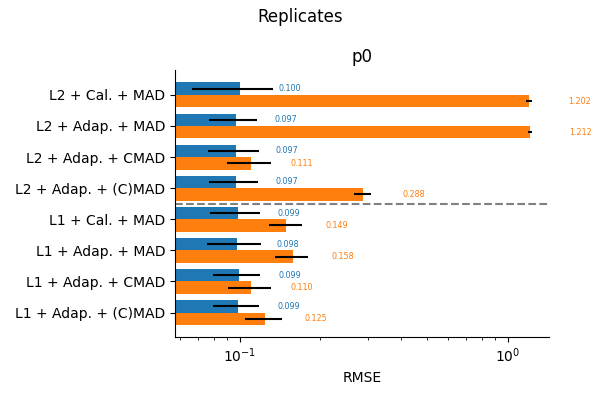 Replicates
p0
L2 + Cal. + MAD
0.100
1.202
L2 + Adap. + MAD
0.097
1.212
L2 + Adap. + CMAD
0.097
0.111
L2 + Adap. + (C)MAD
0.097
0.288
L1 + Cal. + MAD
0.099
0.149
L1 + Adap. + MAD
0.098
0.158
L1 + Adap. + CMAD
0.099
0.110
L1 + Adap. + (C)MAD
0.099
0.125
10⁻¹ 10⁰
RMSE